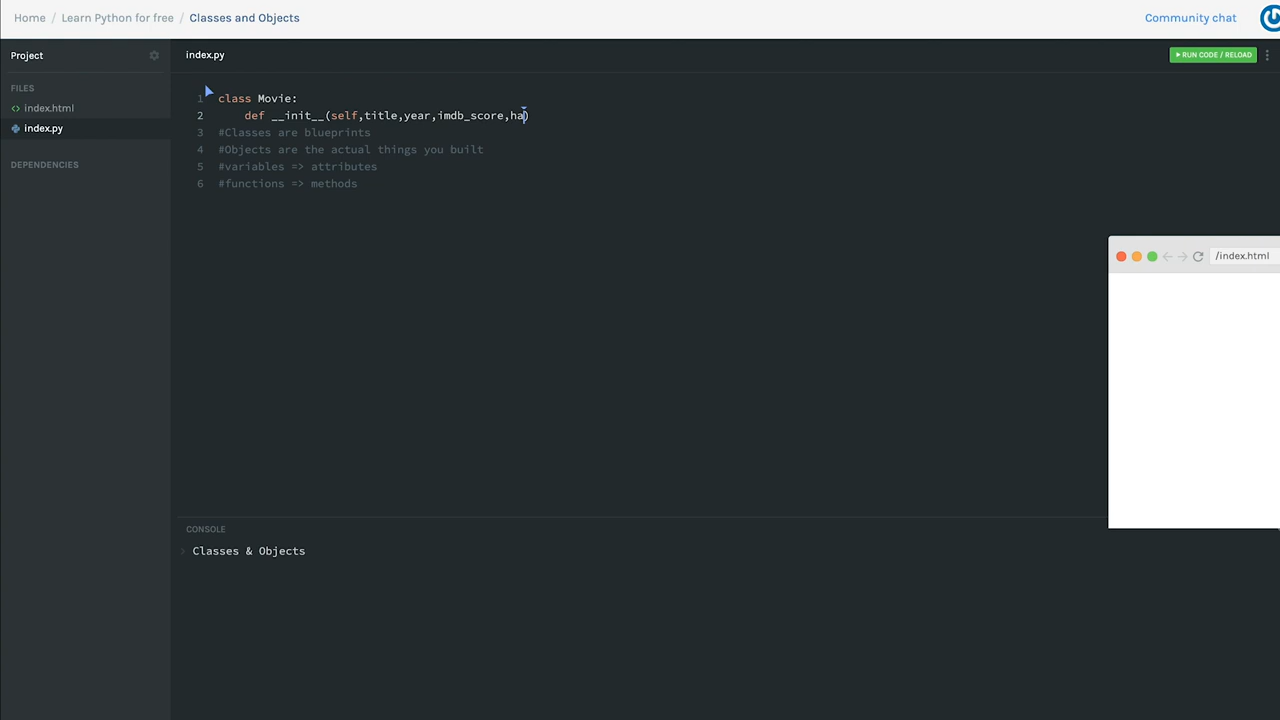 Home / Learn Python for free / Classes and Objects
Community chat
Project
index.py
RUN CODE / RELOAD
FILES
index.html
index.py
DEPENDENCIES
1 class Movie:
2 def __init__(self,title,year,imdb_score,ha)
3 #Classes are blueprints
4 #Objects are the actual things you built
5 #variables => attributes
6 #functions => methods
/index.html
CONSOLE
Classes & Objects